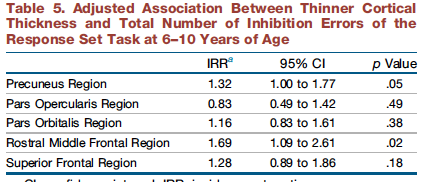 Table 5. Adjusted Association Between Thinner Cortical
Thickness and Total Number of Inhibition Errors of the
Response Set Task at 6–10 Years of Age
IRRa 95% CI p Value
Precuneus Region 1.32 1.00 to 1.77 .05
Pars Opercularis Region 0.83 0.49 to 1.42 .49
Pars Orbitalis Region 1.16 0.83 to 1.61 .38
Rostral Middle Frontal Region 1.69 1.09 to 2.61 .02
Superior Frontal Region 1.28 0.89 to 1.86 .18